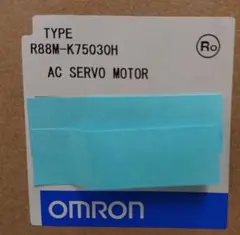 TYPE
R88M-K75030H
Ro
AC SERVO MOTOR
OMRON